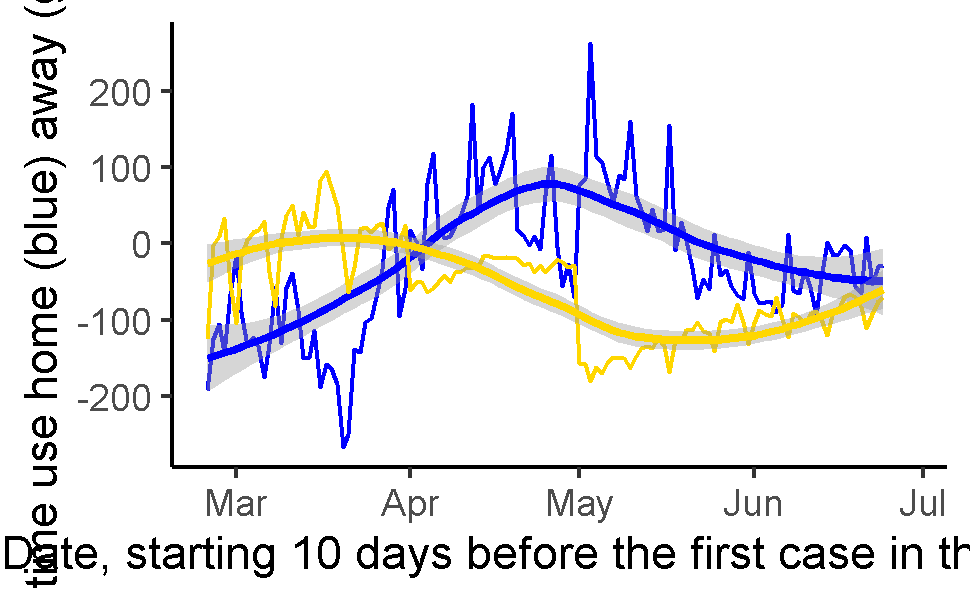 time use home (blue) away (
200
100
0
-100
-200
Mar Apr May Jun Jul
Date, starting 10 days before the first case in th